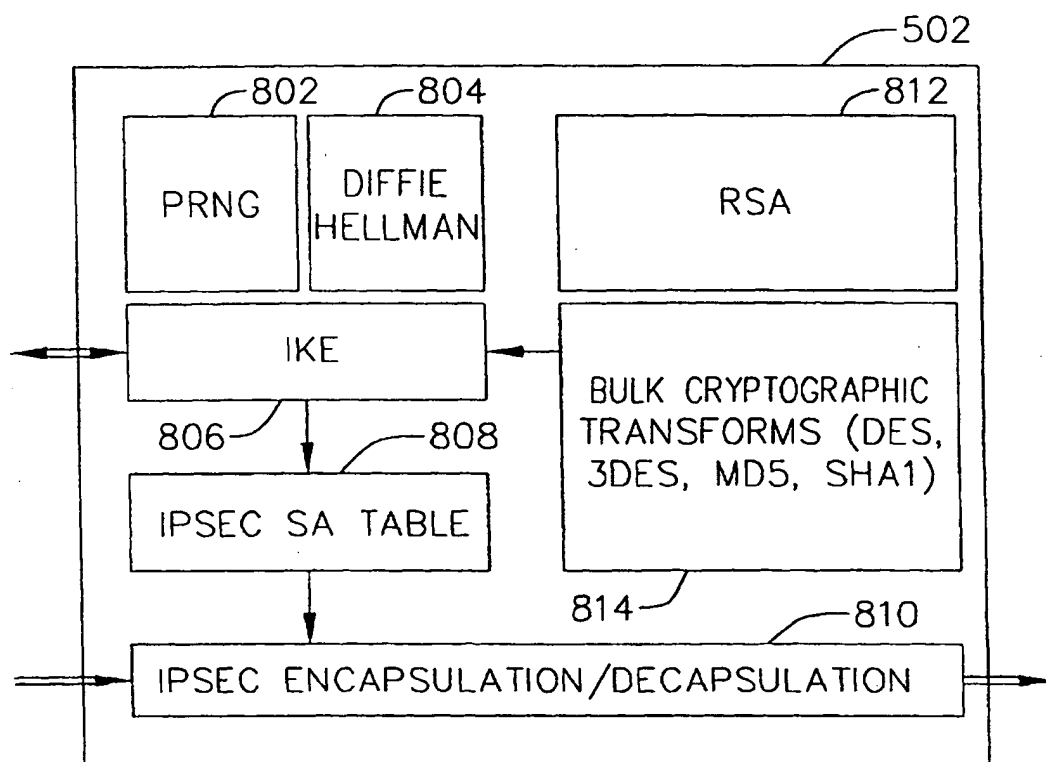 502
802
804
812
PRNG
DIFFIE
HELLMAN
RSA
IKE
806
808
BULK CRYPTOGRAPHIC
TRANSFORMS (DES,
3DES, MD5, SHA1)
IPSEC SA TABLE
814
810
IPSEC ENCAPSULATION/DECAPSULATION